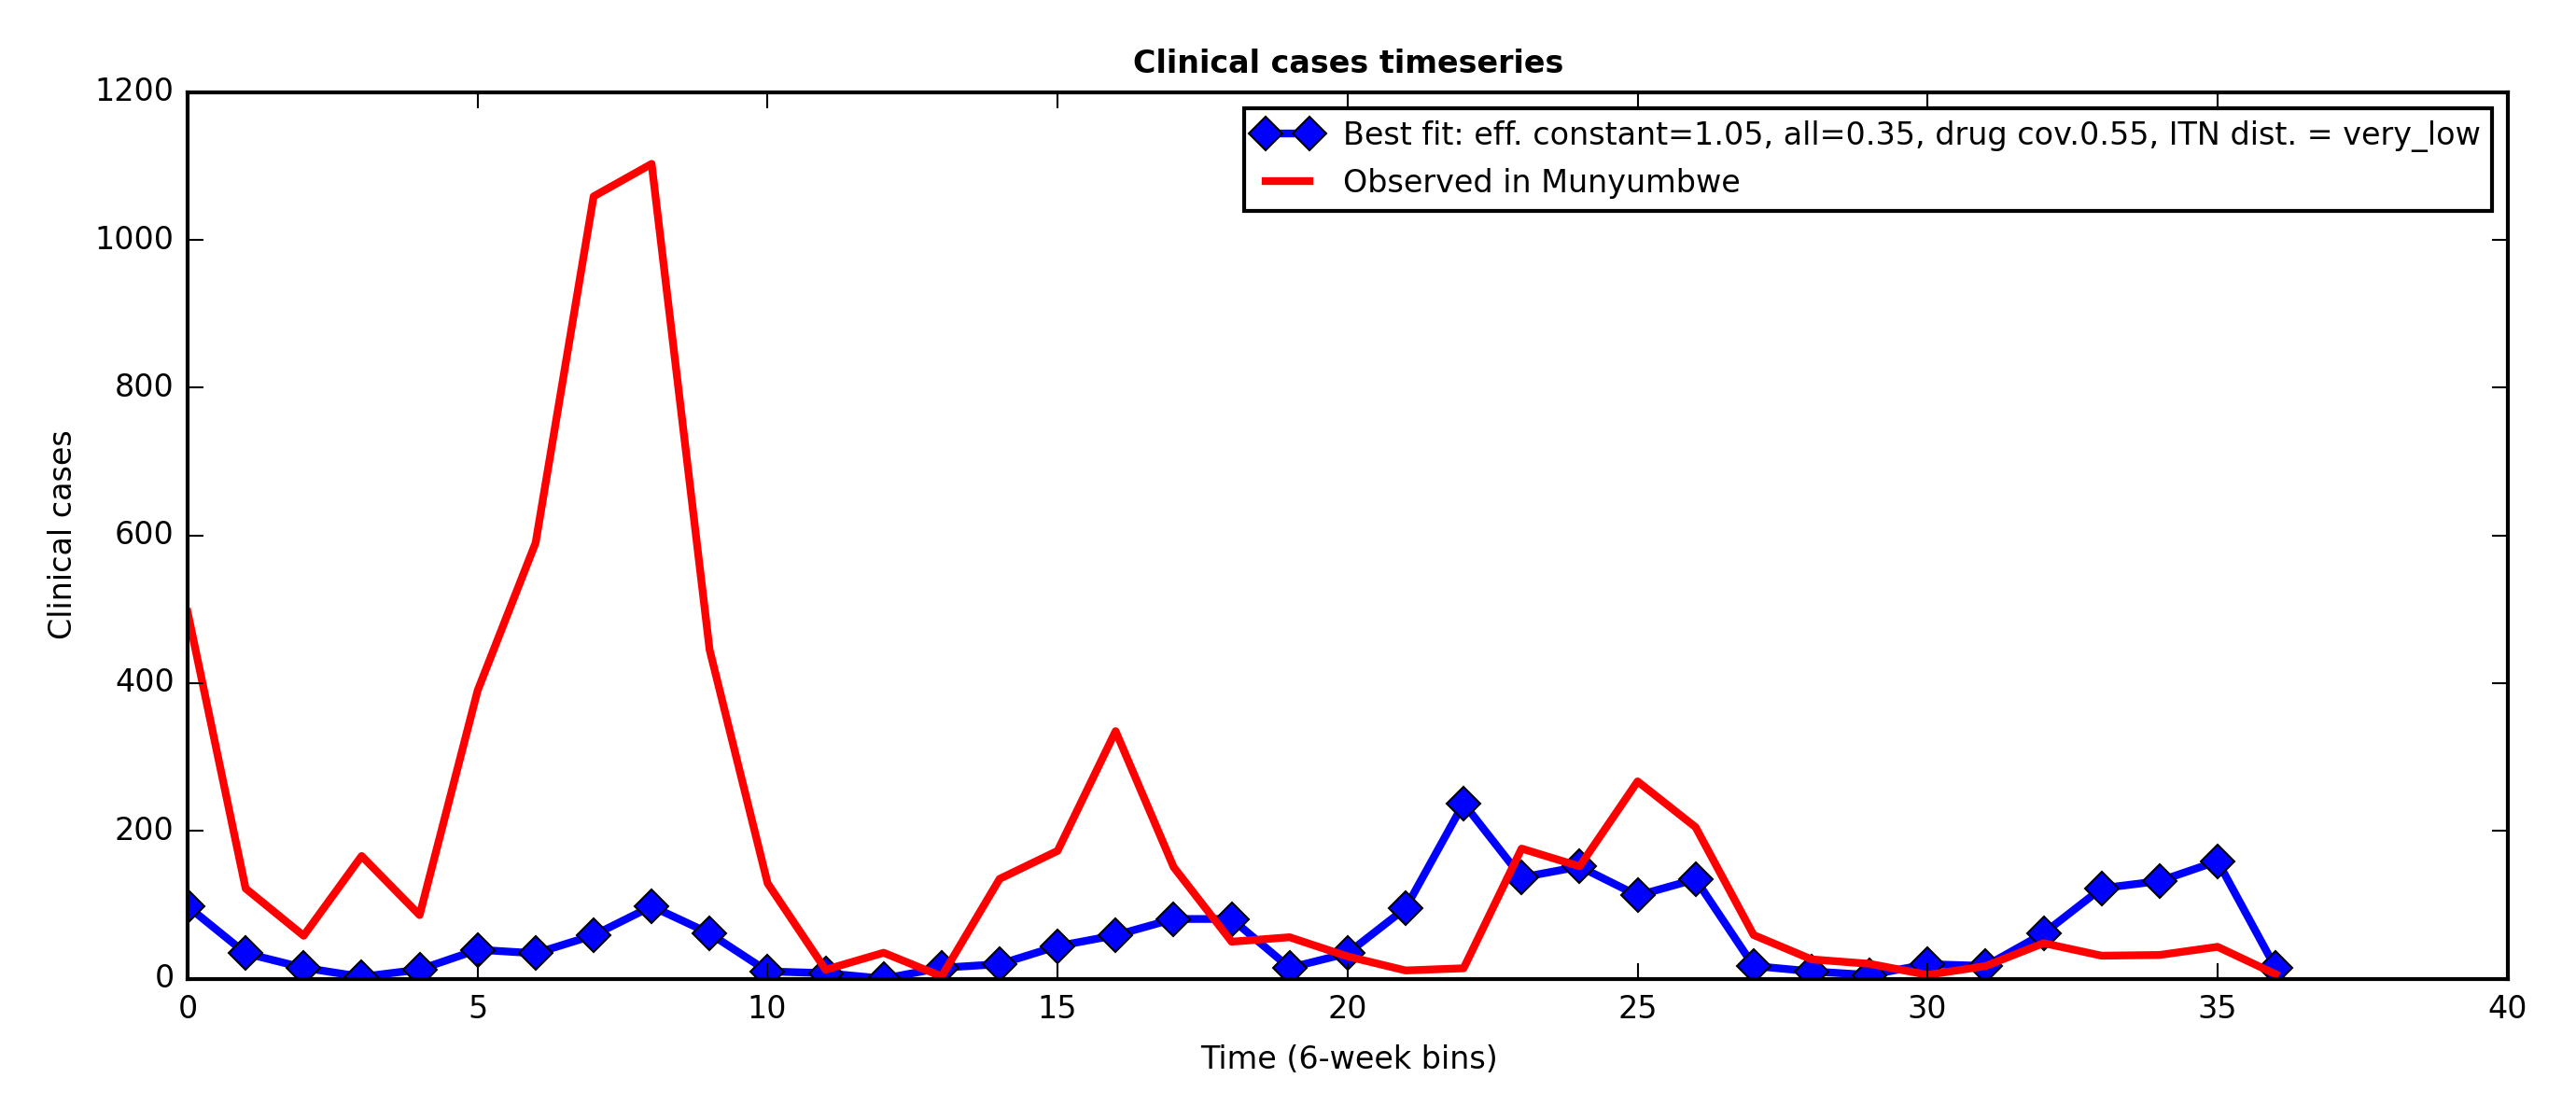 Clinical cases timeseries
1200
1000
800
600
400
200
0
Clinical cases
Best fit: eff. constant=1.05, all=0.35, drug cov.0.55, ITN dist. = very_low
Observed in Munyumbwe
0 5 10 15 20 25 30 35 40
Time (6-week bins)